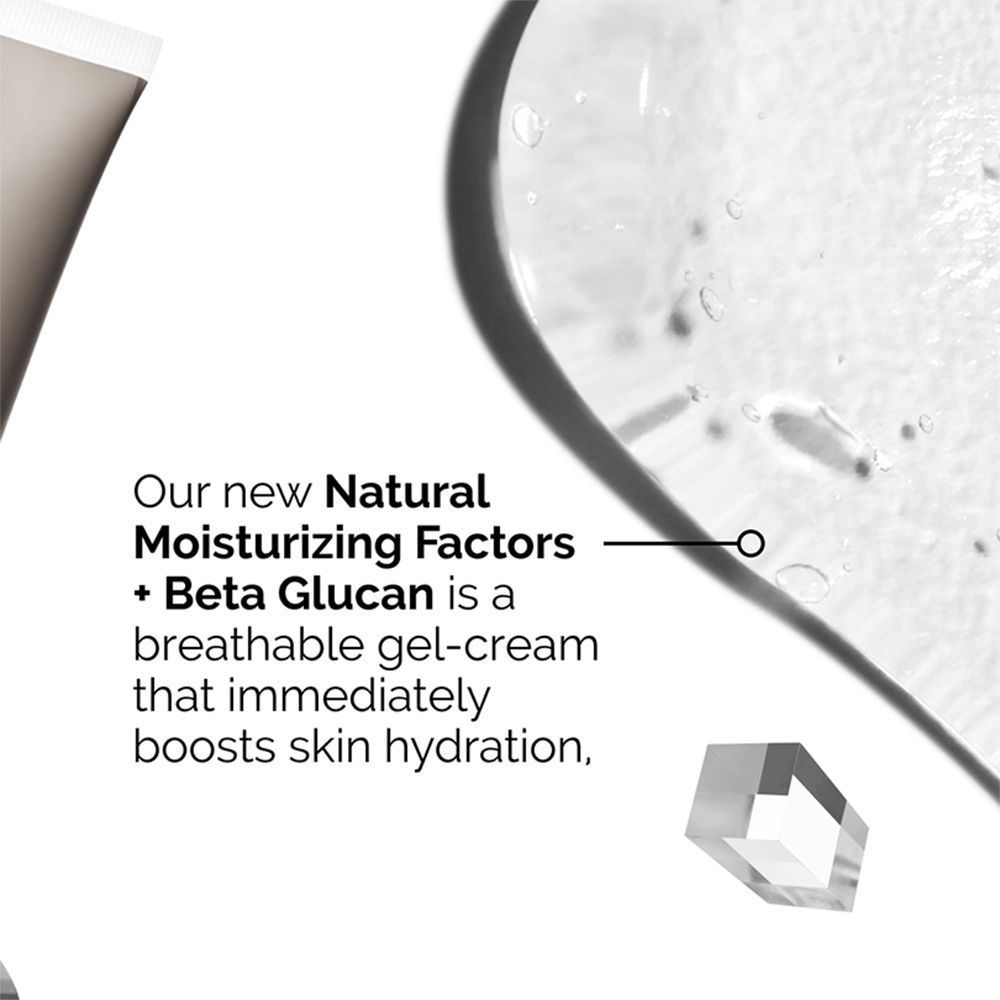 Our new Natural
Moisturizing Factors
+ Beta Glucan is a
breathable gel-cream
that immediately
boosts skin hydration,